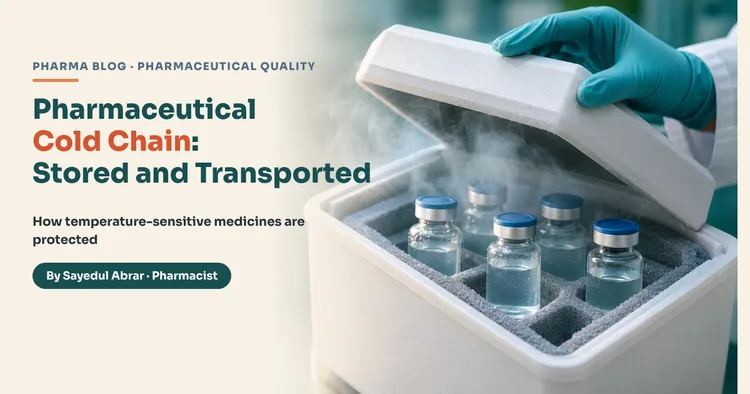 PHARMA BLOG · PHARMACEUTICAL QUALITY
Pharmaceutical
Cold Chain:
Stored and Transported
How temperature-sensitive medicines are
protected
By Sayedul Abrar · Pharmacist